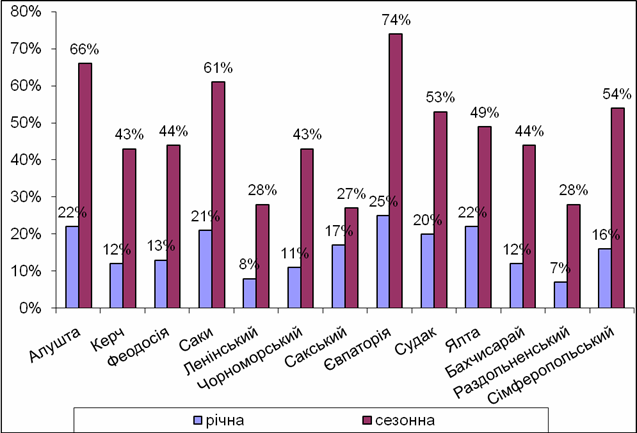 80%
70%
60%
50%
40%
30%
20%
10%
0%
22% 66%
12% 43%
13% 44%
21% 61%
8% 28%
11% 43%
17% 27%
25% 74%
20% 53%
22% 49%
12% 44%
7% 28%
16% 54%
Алушта
Керч
Феодосія
Саки
Ленінський
Чорноморський
Сакський
Євпаторія
Судак
Ялта
Бахчисарай
Раздольненський
Сімферопольський
річна сезонна